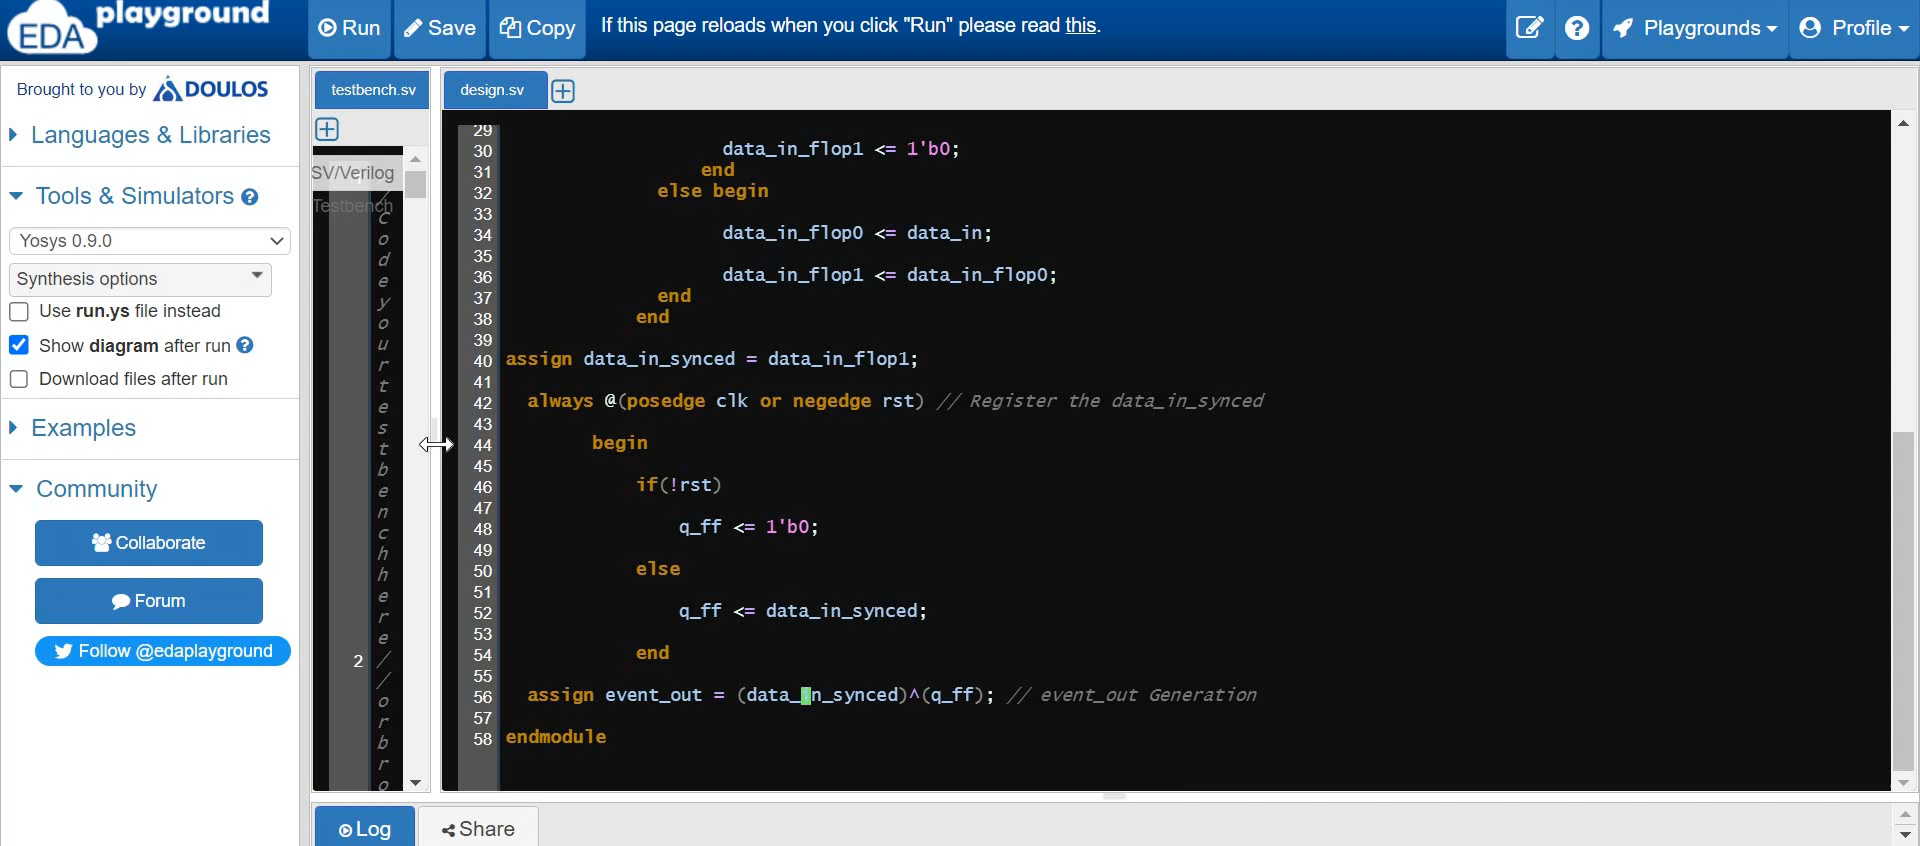 EDA playground
Run
Save
Copy
If this page reloads when you click "Run" please read this.
Playgrounds
Profile
Brought to you by DOULOS
Languages & Libraries
Tools & Simulators
Yosys 0.9.0
Synthesis options
Use run.ys file instead
Show diagram after run
Download files after run
Examples
Community
Collaborate
Forum
Follow @edaplayground
testbench.sv
SV/Verilog
Testbench
/
C
o
d
e
y
o
u
r
t
e
s
t
b
e
n
c
h
h
e
r
e
2 /
/
o
r
b
r
o
design.sv
29
30 data_in_flop1 <= 1'b0;
31 end
32 else begin
33
34 data_in_flop0 <= data_in;
35
36 data_in_flop1 <= data_in_flop0;
37 end
38 end
39
40 assign data_in_synced = data_in_flop1;
41
42 always @(posedge clk or negedge rst) // Register the data_in_synced
43
44 begin
45
46 if(!rst)
47
48 q_ff <= 1'b0;
49
50 else
51
52 q_ff <= data_in_synced;
53
54 end
55
56 assign event_out = (data_in_synced)^(q_ff); // event_out Generation
57
58 endmodule
Log
Share